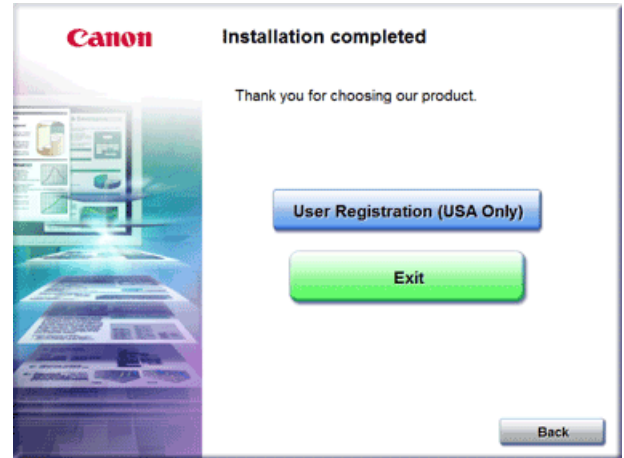 Canon
Installation completed
Thank you for choosing our product.
User Registration (USA Only)
Exit
Back